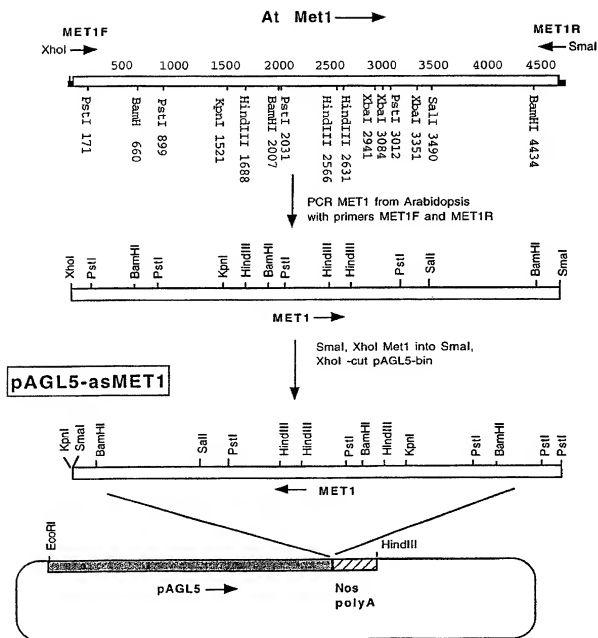 At Met1
MET1F
MET1R
XhoI
SmaI
500 1000 1500 2000 2500 3000 3500 4000 4500
PstI 171
BamH 660
PstI 899
KpnI 1521
HindIII 1688
BamHI 2007
PstI 2031
HindIII 2566
HindIII 2631
XbaI 2941
XbaI 3084
PstI 3012
XbaI 3351
SalI 3490
BamHI 4434
PCR MET1 from Arabidopsis
with primers MET1F and MET1R
XhoI
PstI
BamHI
PstI
KpnI
HindIII
BamHI
PstI
HindIII
HindIII
PstI
SalI
BamHI
SmaI
MET1
SmaI, XhoI Met1 into SmaI,
XhoI -cut pAGL5-bin
pAGL5-asMET1
KpnI
SmaI
BamHI
SalI
PstI
HindIII
HindIII
PstI
BamHI
HindIII
KpnI
PstI
BamHI
PstI
PstI
MET1
EcoRI
HindIII
pAGL5
Nos
polyA